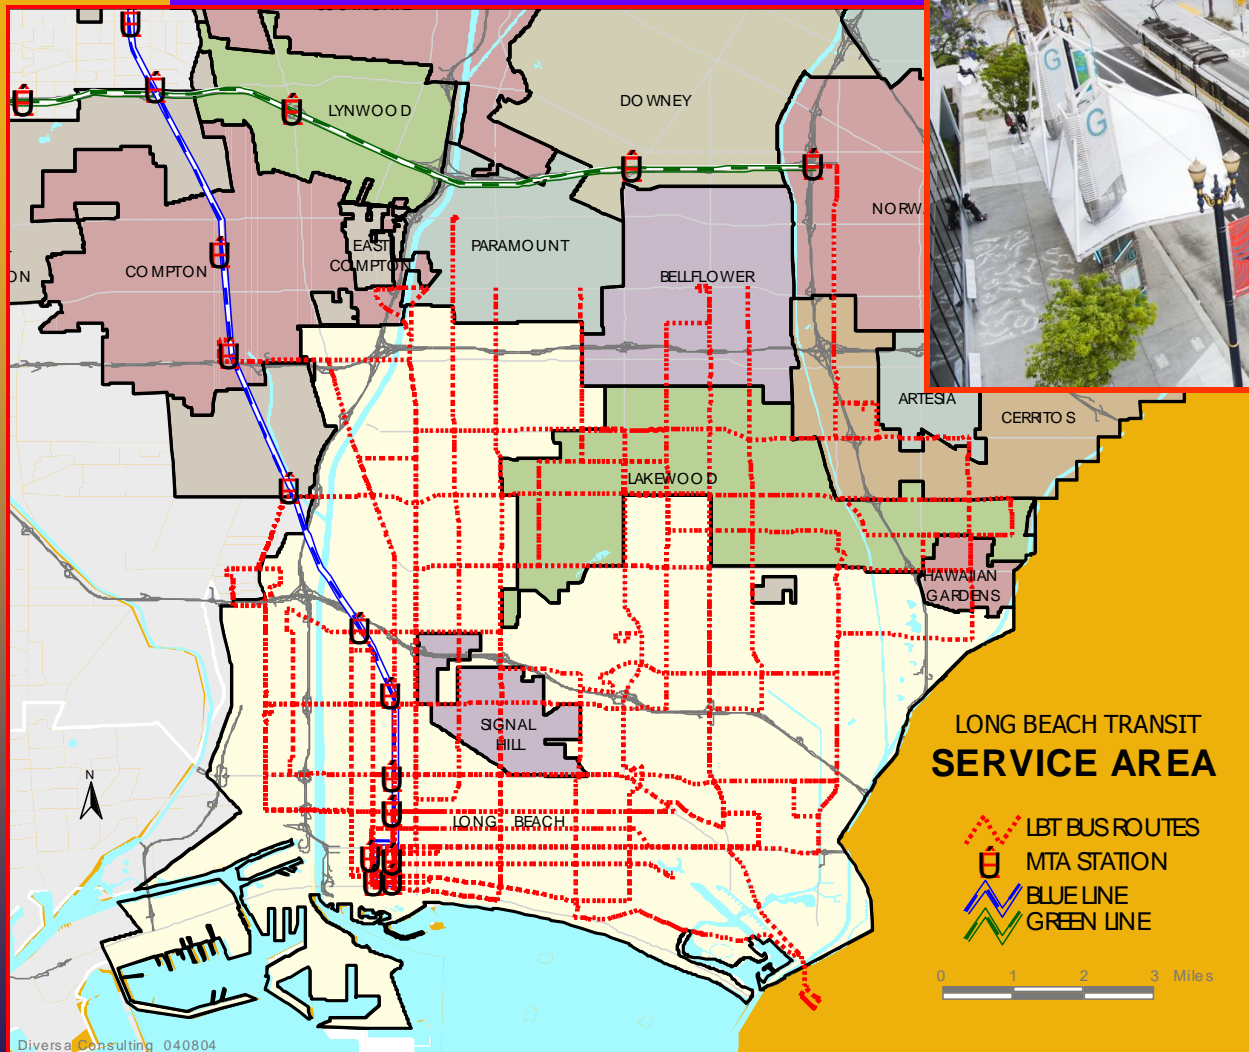 LYNWOOD
DOWNEY
G
G
NORW
EAST
COMPTON
PARAMOUNT
COMPTON
ON
BELLFLOWER
ARTESIA
CERRITOS
LAKEWOOD
HAWAIIAN
GARDENS
SIGNAL
HILL
LONG BEACH
N
LONG BEACH TRANSIT
SERVICE AREA
LBT BUS ROUTES
MTA STATION
BLUE LINE
GREEN LINE
0 1 2 3 Miles
Diversa Consulting 040804